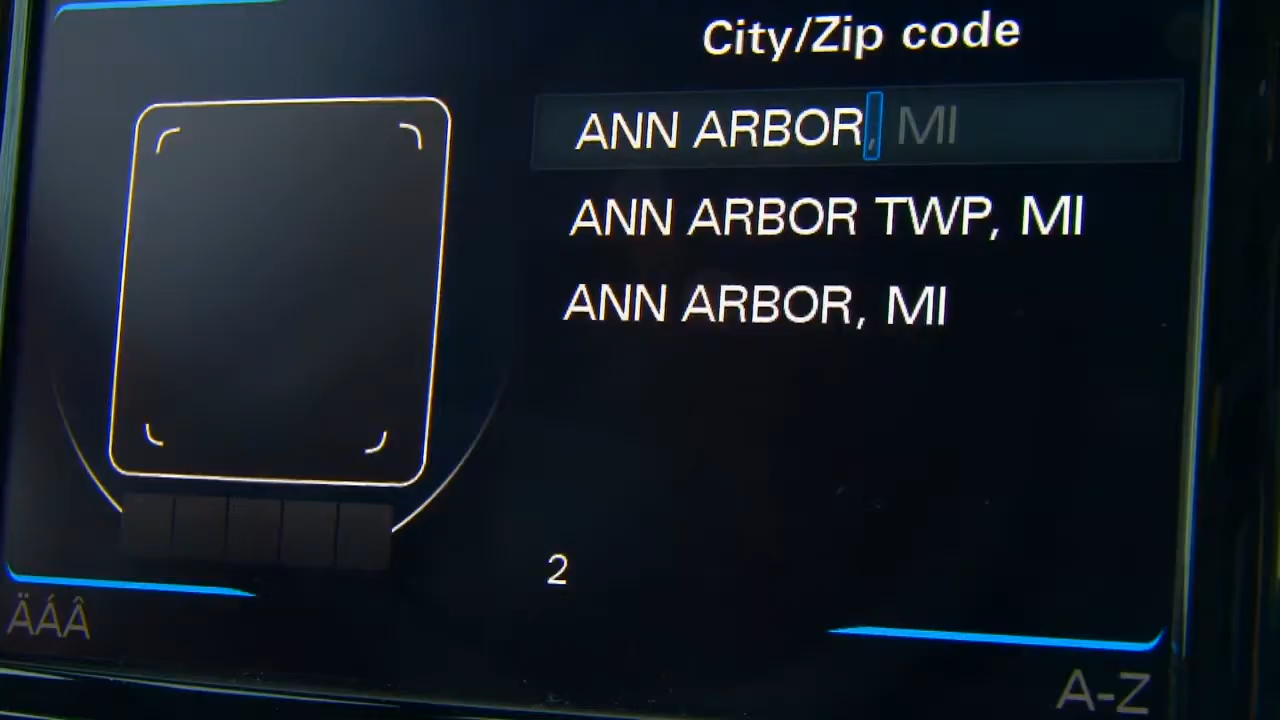 City/Zip code
ANN ARBOR, MI
ANN ARBOR TWP, MI
ANN ARBOR, MI
2
ÄÁÂ
A-Z